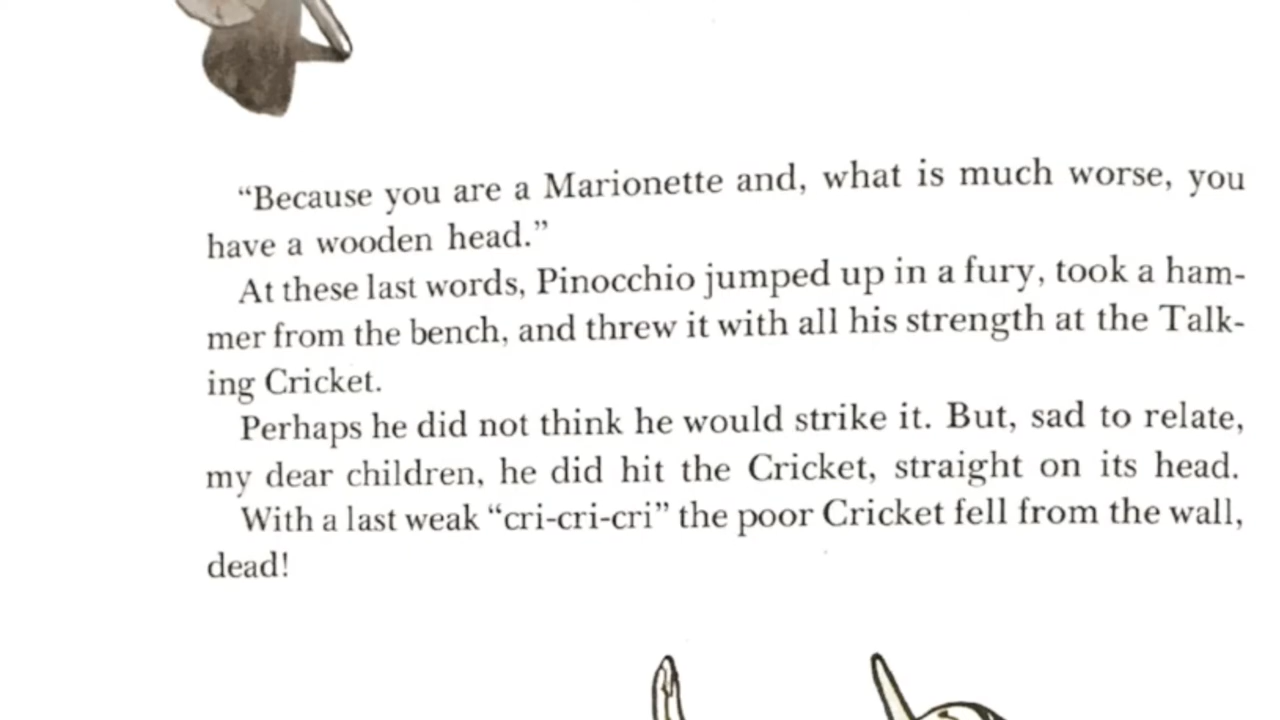 “Because you are a Marionette and, what is much worse, you
have a wooden head.”
At these last words, Pinocchio jumped up in a fury, took a ham-
mer from the bench, and threw it with all his strength at the Talk-
ing Cricket.
Perhaps he did not think he would strike it. But, sad to relate,
my dear children, he did hit the Cricket, straight on its head.
With a last weak “cri-cri-cri” the poor Cricket fell from the wall,
dead!